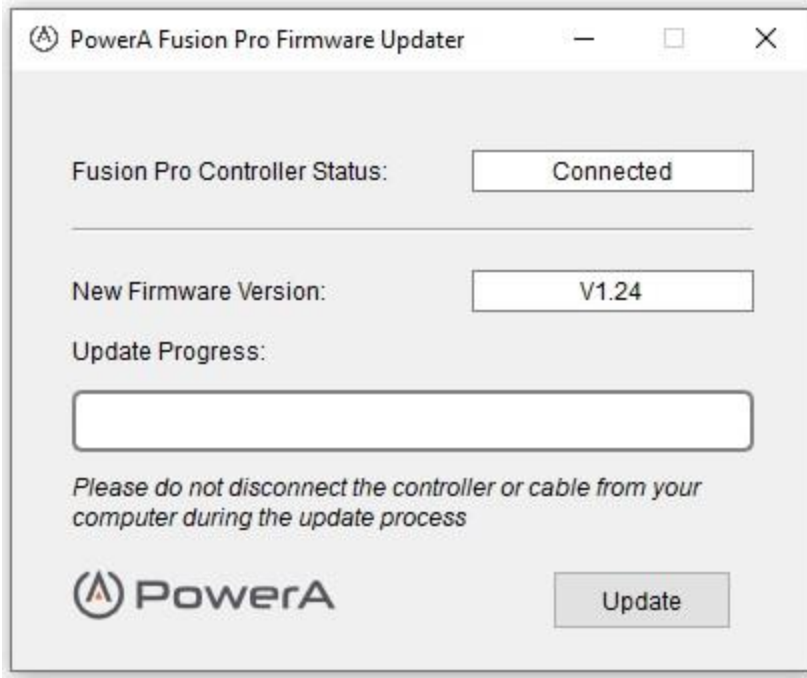 PowerA Fusion Pro Firmware Updater
Fusion Pro Controller Status:
Connected
New Firmware Version:
V1.24
Update Progress:
Please do not disconnect the controller or cable from your
computer during the update process
PowerA
Update